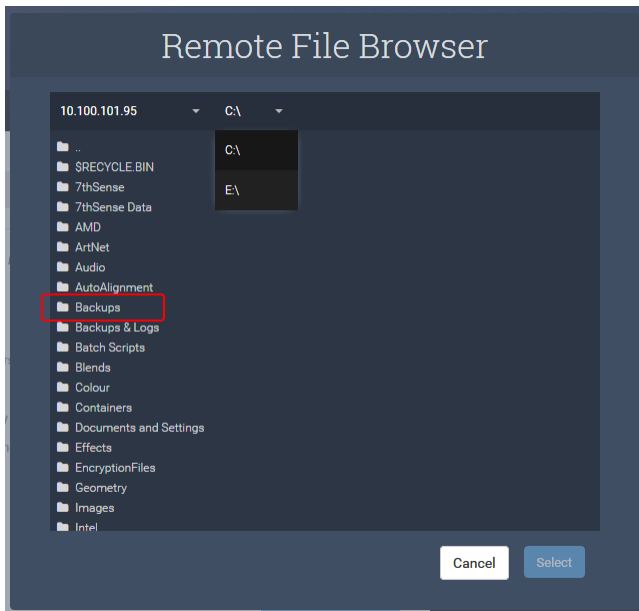 Remote File Browser
10.100.101.95 C:\
C:\
E:\
..
$RECYCLE.BIN
7thSense
7thSense Data
AMD
ArtNet
Audio
AutoAlignment
Backups
Backups & Logs
Batch Scripts
Blends
Colour
Containers
Documents and Settings
Effects
EncryptionFiles
Geometry
Images
Intel
Cancel Select